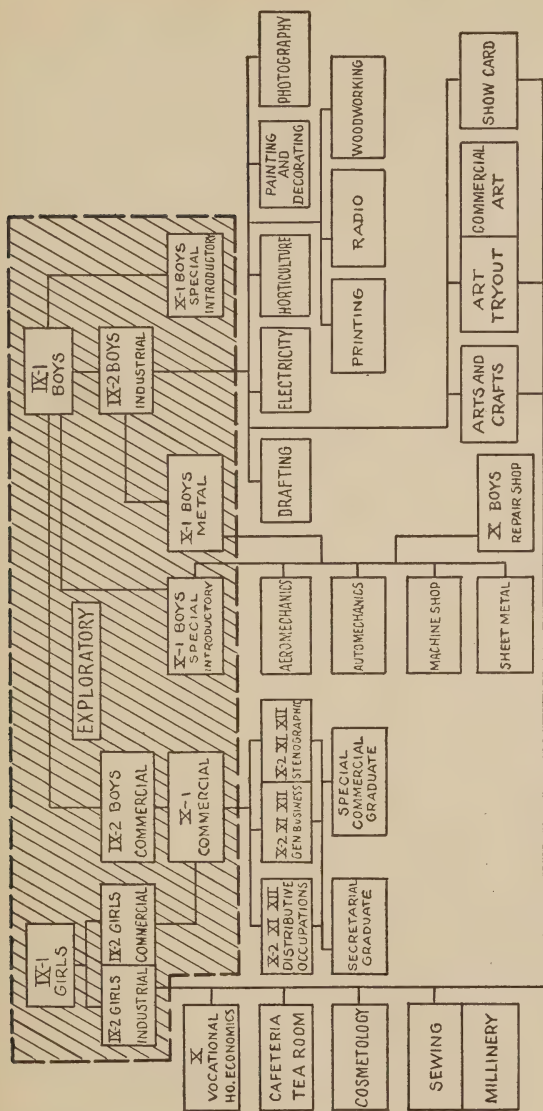 EXPLORATORY
IX-1
GIRLS
IX-2 GIRLS
INDUSTRIAL
IX-2 GIRLS
COMMERCIAL
IX-2 BOYS
COMMERCIAL
X-1
COMMERCIAL
IX-1
BOYS
IX-2 BOYS
INDUSTRIAL
X-1 BOYS
SPECIAL
INTRODUCTORY
X-1 BOYS
METAL
X-1 BOYS
SPECIAL
INTRODUCTORY
X
VOCATIONAL
HO. ECONOMICS
CAFETERIA
TEA ROOM
COSMETOLOGY
SEWING
MILLINERY
X-2 XI XII
DISTRIBUTIVE
OCCUPATIONS
X-2 XI XII
GEN BUSINESS
X-2 XI XII
STENOGRAPHIC
SECRETARIAL
GRADUATE
SPECIAL
COMMERCIAL
GRADUATE
AEROMECHANICS
AUTOMECHANICS
MACHINE SHOP
SHEET METAL
X BOYS
REPAIR SHOP
DRAFTING
ELECTRICITY
HORTICULTURE
PAINTING
AND
DECORATING
PHOTOGRAPHY
PRINTING
RADIO
WOODWORKING
ARTS AND
CRAFTS
ART
TRYOUT
COMMERCIAL
ART
SHOW CARD